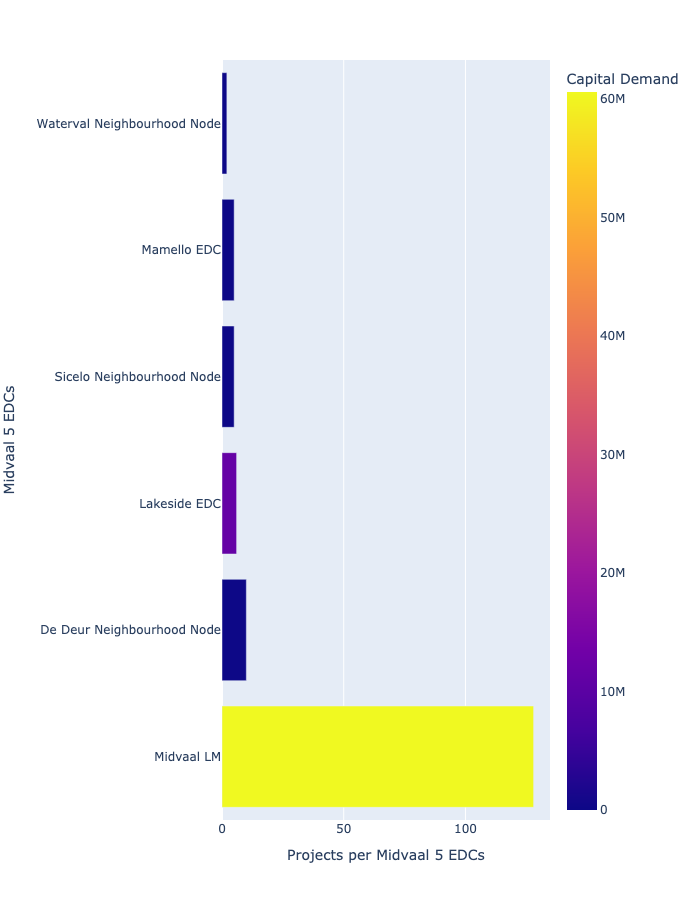 Capital Demand
60M
50M
40M
30M
20M
10M
0
Midvaal 5 EDCs
Waterval Neighbourhood Node
Mamello EDC
Sicelo Neighbourhood Node
Lakeside EDC
De Deur Neighbourhood Node
Midvaal LM
0
50
100
Projects per Midvaal 5 EDCs